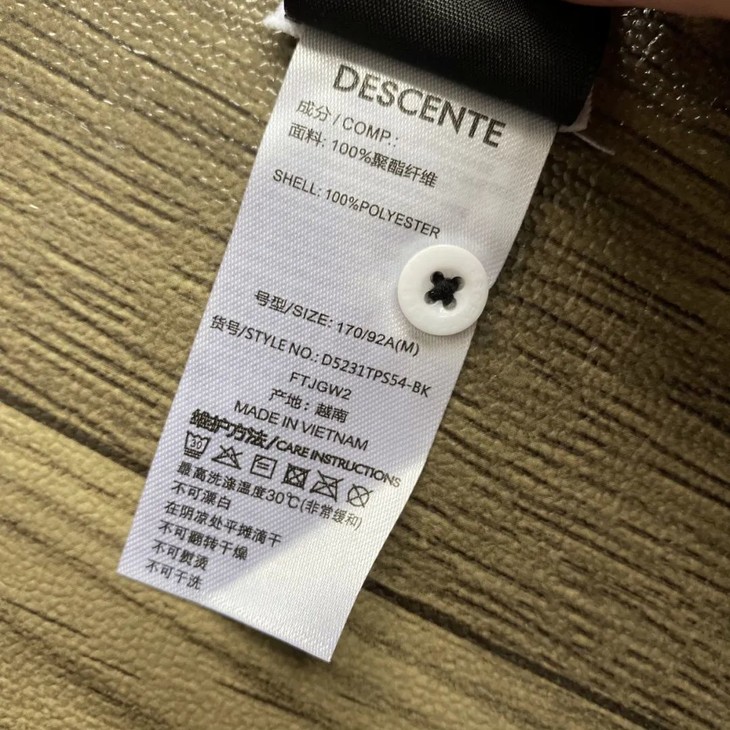 DESCENTE
成分/COMP.:
面料: 100%聚酯纤维
SHELL: 100%POLYESTER
号型/SIZE: 170/92A(M)
货号/STYLE NO.: D5231TPS54-BK
FTJGW2
产地: 越南
MADE IN VIETNAM
维护方法/CARE INSTRUCTIONS
30
最高洗涤温度30℃(非常缓和)
不可漂白
在阴凉处平摊滴干
不可翻转干燥
不可熨烫
不可干洗